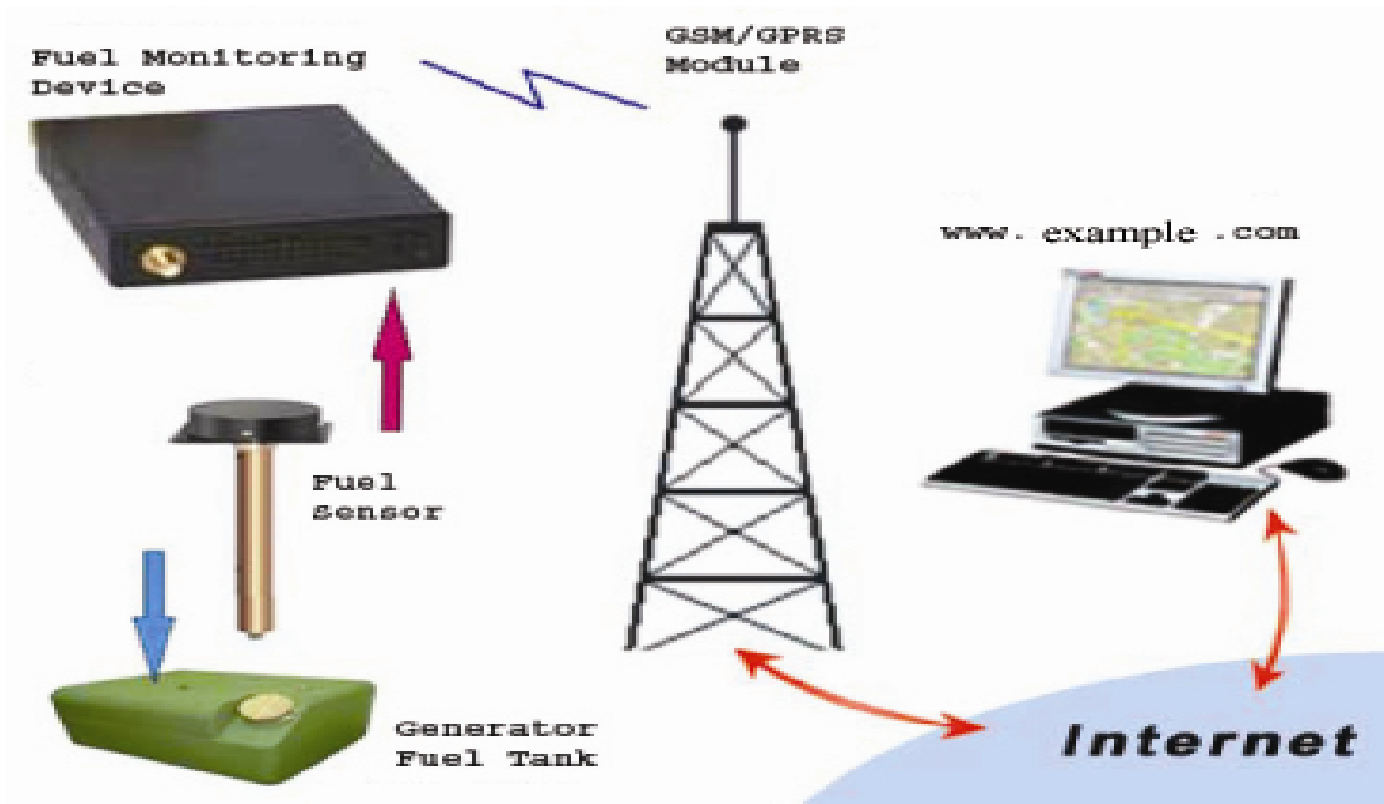 Fuel Monitoring
Device
GSM/GPRS
Module
www. example .com
Fuel
Sensor
Generator
Fuel Tank
Internet